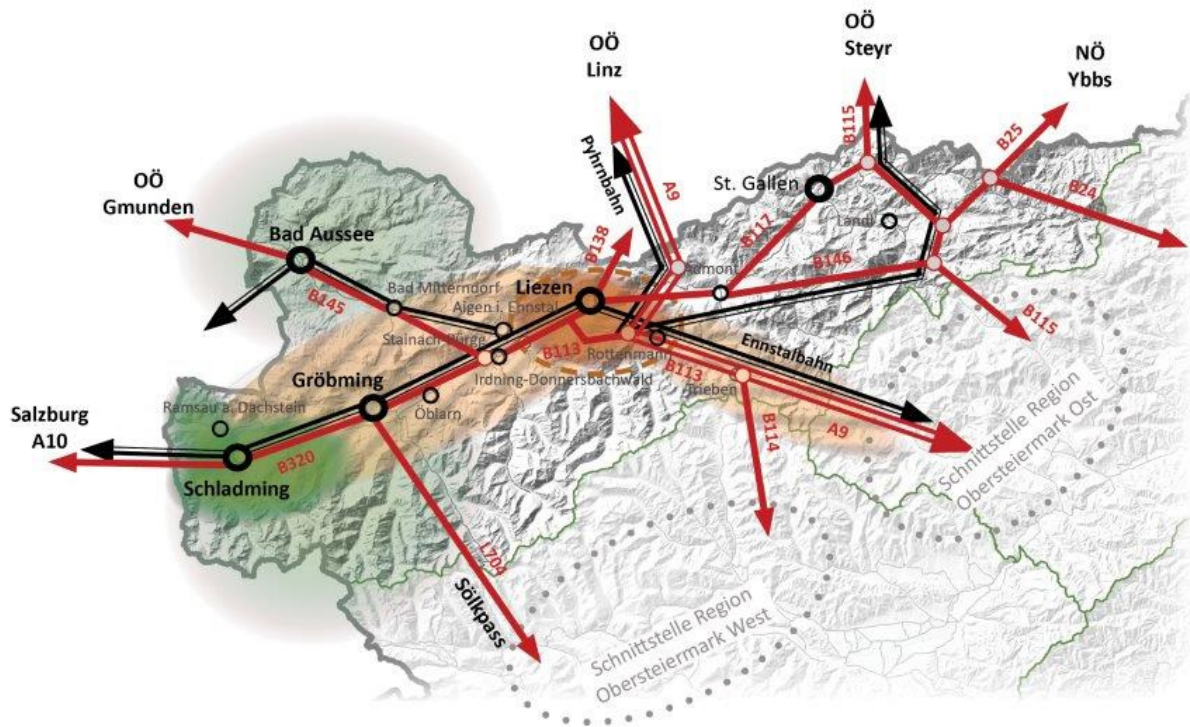 OÖ
Linz
OÖ
Steyr
NÖ
Ybbs
B115
B25
B24
Pyhrnbahn
A9
St. Gallen
Landl
B117
OÖ
Gmunden
Bad Aussee
B138
Admont
B146
Bad Mitterndorf
Liezen
B145
Aigen i. Ennstal
B115
Stainach-Pürgg
B113
Rottenmann
Ennstalbahn
B113
Irdning-Donnersbachwald
Trieben
Gröbming
Öblarn
Ramsau a. Dachstein
Salzburg
A10
B320
B114
A9
Schladming
Schnittstelle Region
Obersteiermark Ost
L704
Sölkpass
Schnittstelle Region
Obersteiermark West